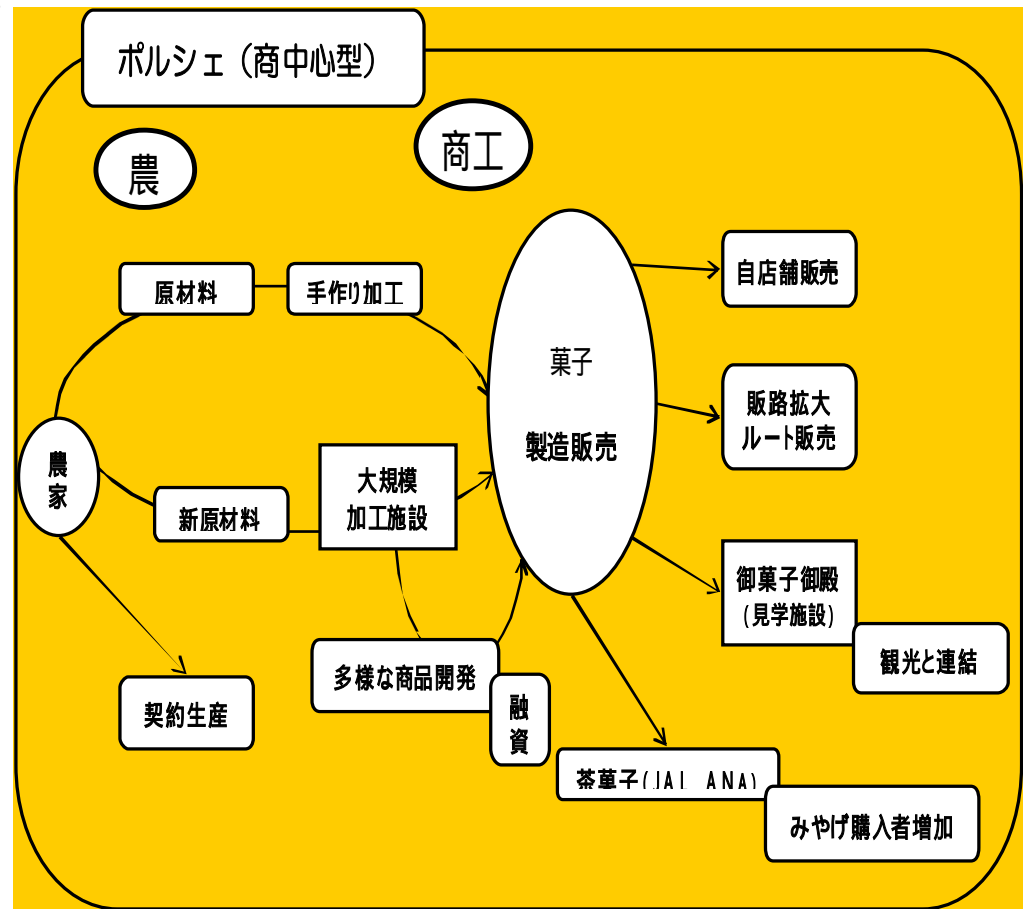 ポルシェ（商中心型）
農
商工
原材料
手作り加工
農
家
新原材料
大規模
加工施設
契約生産
多様な商品開発
融
資
菓子
製造販売
自店舗販売
販路拡大
ルート販売
御菓子御殿
(見学施設)
観光と連結
茶菓子(JAL ANA)
みやげ購入者増加